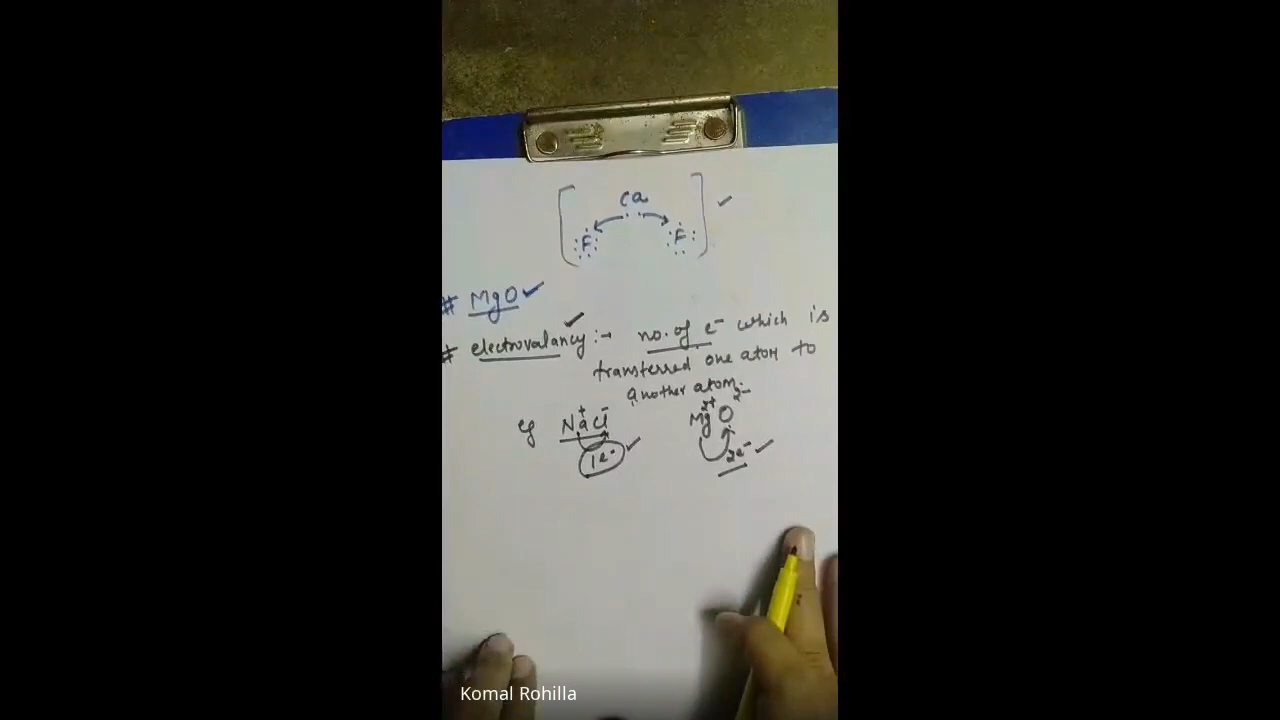 Ca
F F
# MgO
# electrovalancy :→ no. of e⁻ which is
transferred one atom to
another atom.
eg Na⁺Cl⁻ Mg²⁺O²⁻
1e⁻ 2e⁻
Komal Rohilla